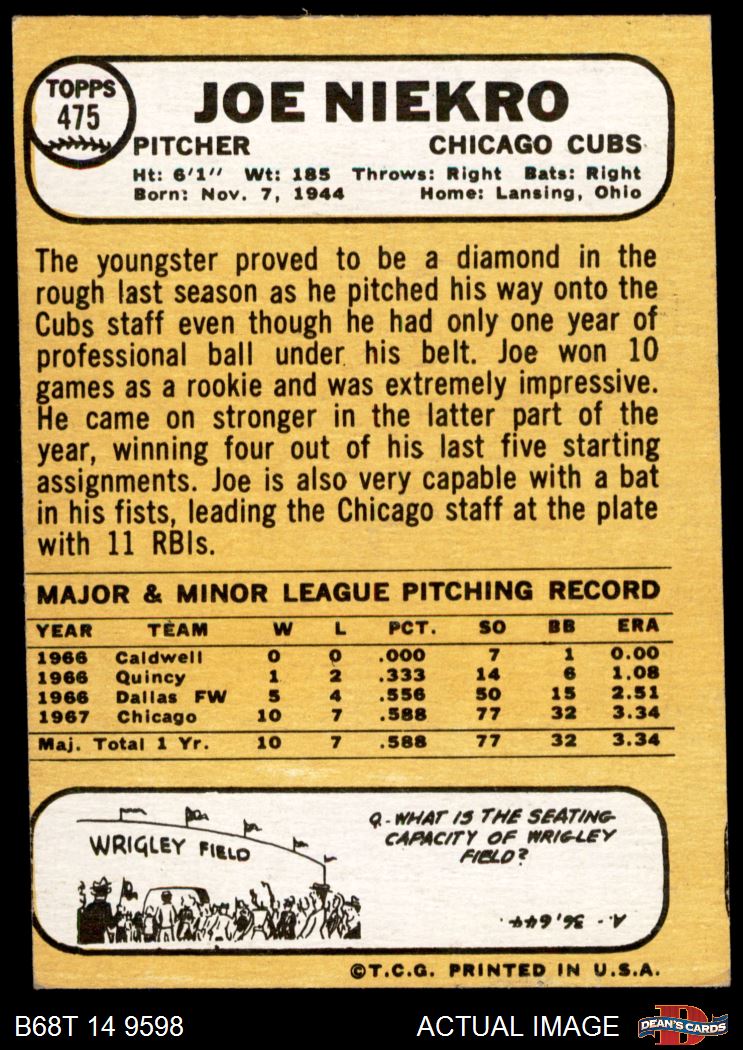 TOPPS
475
JOE NIEKRO
PITCHER CHICAGO CUBS
Ht: 6'1" Wt: 185 Throws: Right Bats: Right
Born: Nov. 7, 1944 Home: Lansing, Ohio
The youngster proved to be a diamond in the
rough last season as he pitched his way onto the
Cubs staff even though he had only one year of
professional ball under his belt. Joe won 10
games as a rookie and was extremely impressive.
He came on stronger in the latter part of the
year, winning four out of his last five starting
assignments. Joe is also very capable with a bat
in his fists, leading the Chicago staff at the plate
with 11 RBIs.
MAJOR & MINOR LEAGUE PITCHING RECORD
YEAR TEAM W L PCT. SO BB ERA
1966 Caldwell 0 0 .000 7 1 0.00
1966 Quincy 1 2 .333 14 6 1.08
1966 Dallas FW 5 4 .556 50 15 2.51
1967 Chicago 10 7 .588 77 32 3.34
Maj. Total 1 Yr. 10 7 .588 77 32 3.34
WRIGLEY FIELD
Q.-WHAT IS THE SEATING
CAPACITY OF WRIGLEY
FIELD?
A.-36,644.
©T.C.G. PRINTED IN U.S.A.
B68T 14 9598 ACTUAL IMAGE
D
DEAN'S CARDS